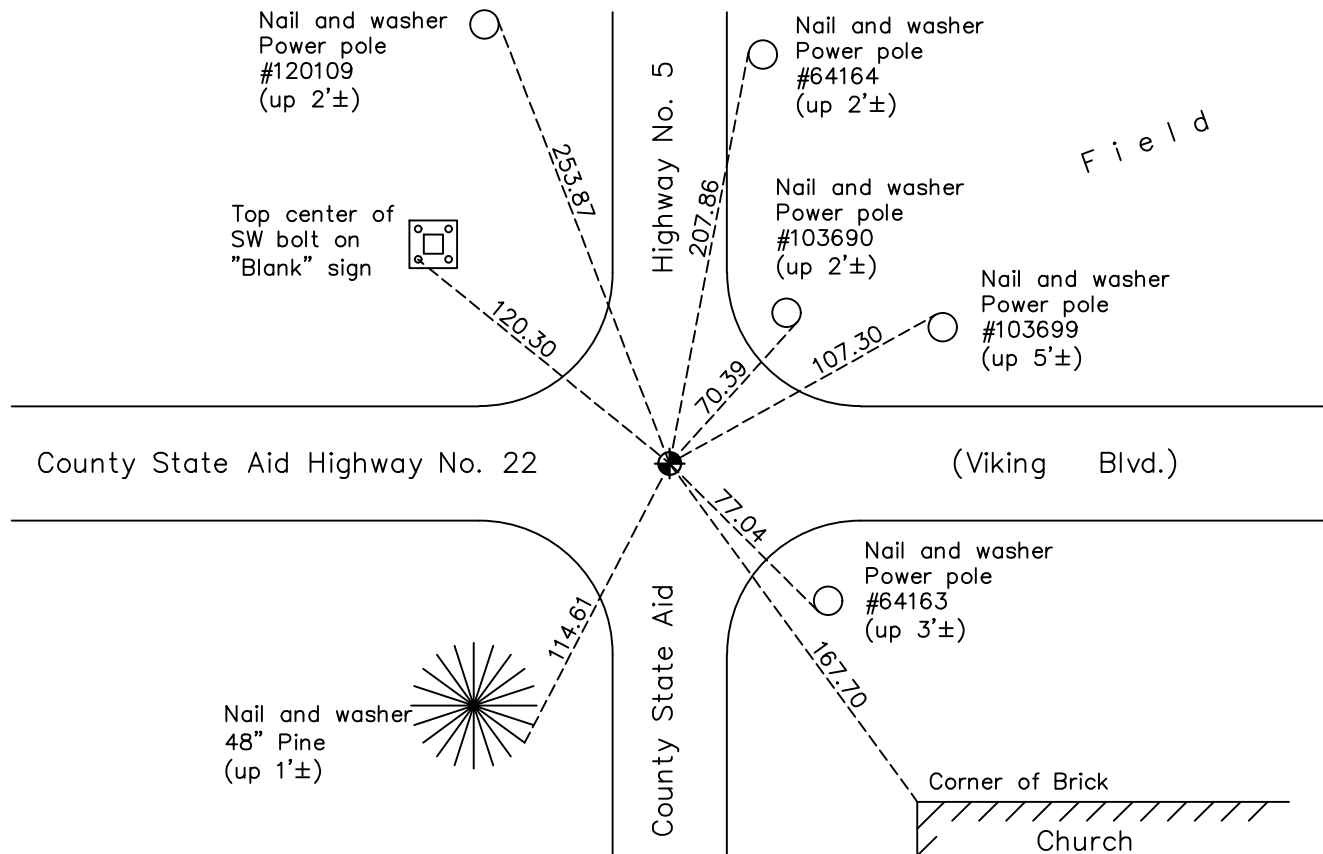 Nail and washer
Power pole
#120109
(up 2'±)
Nail and washer
Power pole
#64164
(up 2'±)
Field
Highway No. 5
253.87
207.86
Top center of
SW bolt on
"Blank" sign
120.30
Nail and washer
Power pole
#103690
(up 2'±)
70.39
Nail and washer
Power pole
#103699
(up 5'±)
107.30
County State Aid Highway No. 22
(Viking Blvd.)
77.04
Nail and washer
Power pole
#64163
(up 3'±)
114.61
County State Aid
167.70
Nail and washer
48" Pine
(up 1'±)
Corner of Brick
Church